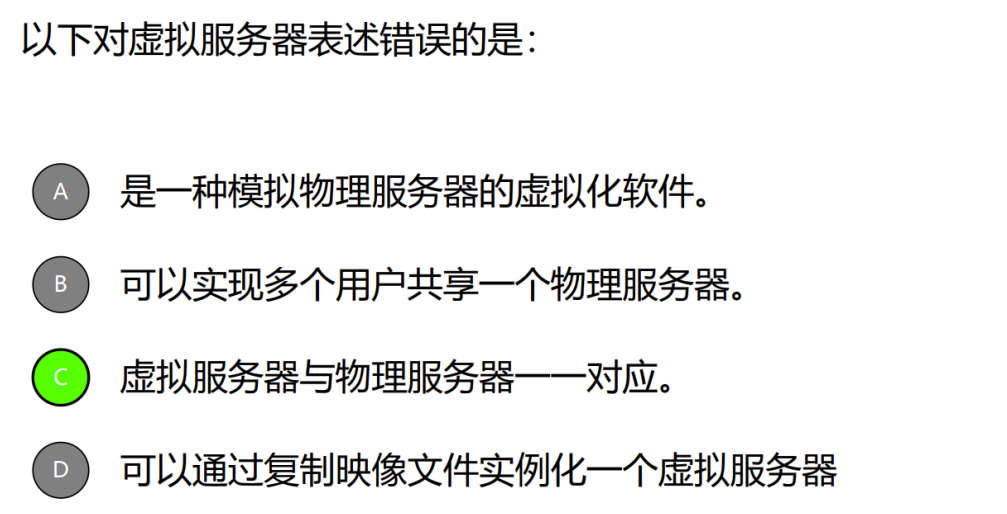 以下对虚拟服务器表述错误的是：
A 是一种模拟物理服务器的虚拟化软件。
B 可以实现多个用户共享一个物理服务器。
C 虚拟服务器与物理服务器一一对应。
D 可以通过复制映像文件实例化一个虚拟服务器